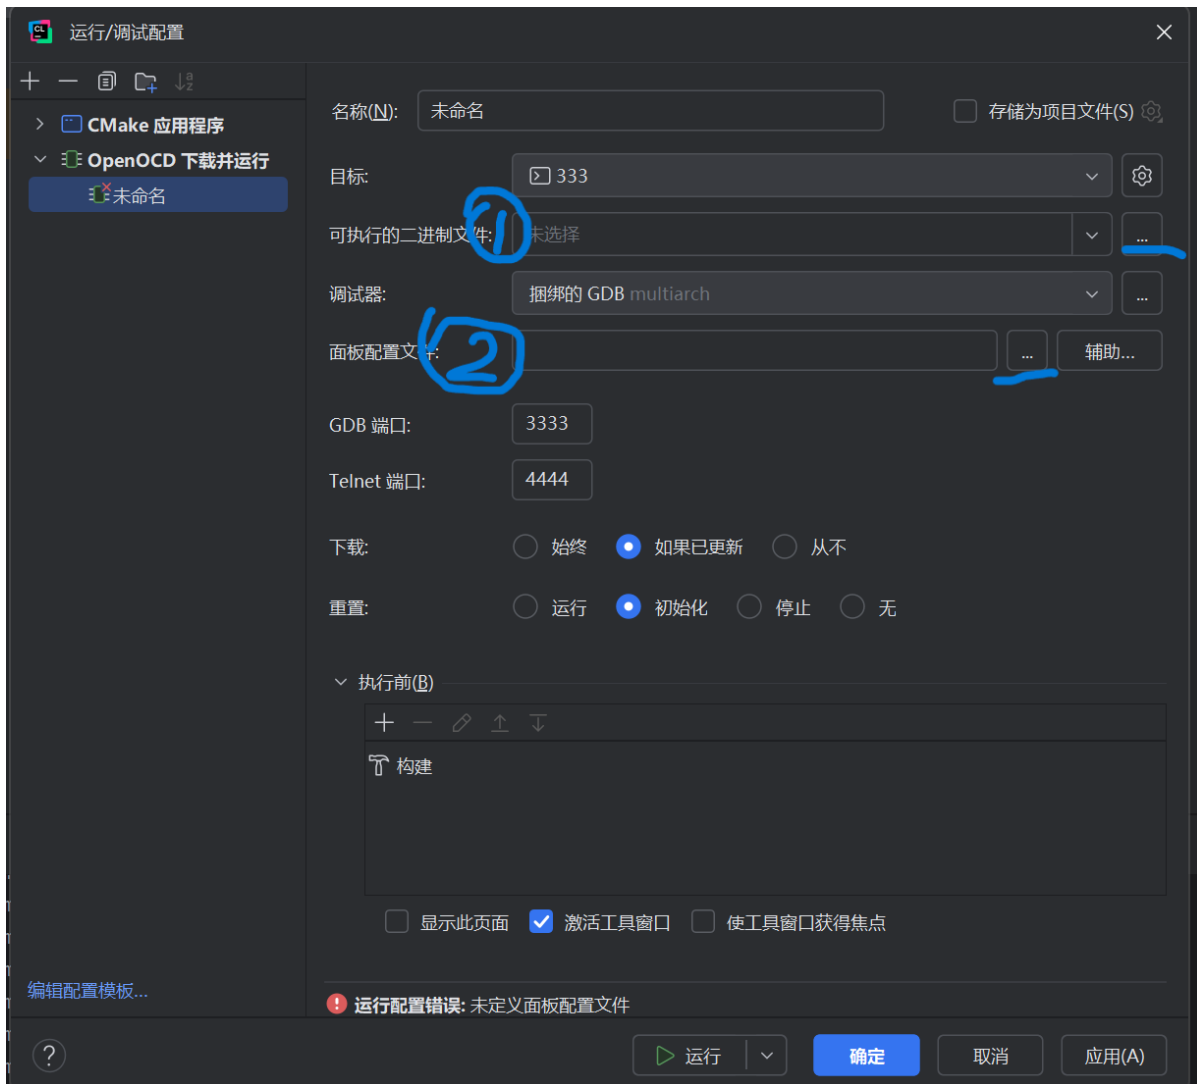 CL
运行/调试配置
名称(N): 未命名 存储为项目文件(S)
CMake 应用程序
OpenOCD 下载并运行
未命名
目标: 333
可执行的二进制文件: 未选择 ...
①
调试器: 捆绑的 GDB multiarch ...
面板配置文件: ... 辅助...
2
GDB 端口: 3333
Telnet 端口: 4444
下载: 始终 如果已更新 从不
重置: 运行 初始化 停止 无
执行前(B)
构建
显示此页面 激活工具窗口 使工具窗口获得焦点
编辑配置模板...
运行配置错误: 未定义面板配置文件
? 运行 确定 取消 应用(A)